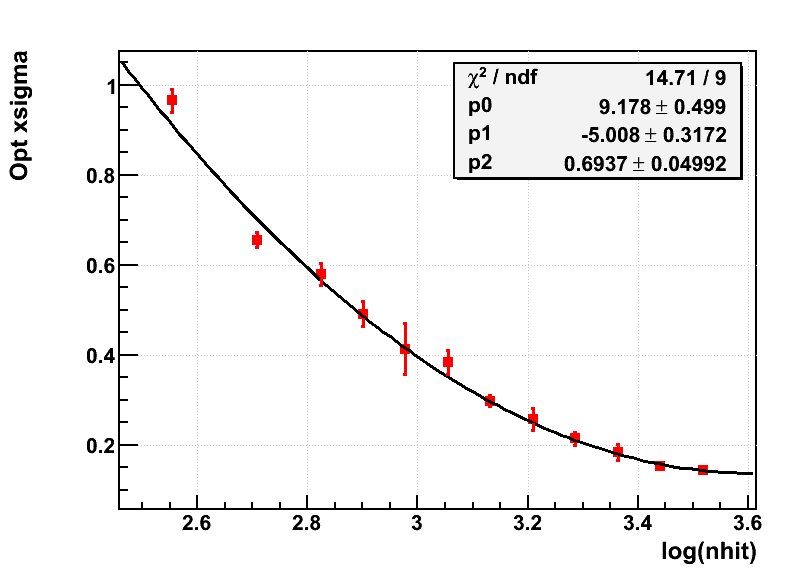 Opt xsigma
1
0.8
0.6
0.4
0.2
χ² / ndf 14.71 / 9
p0 9.178 ± 0.499
p1 -5.008 ± 0.3172
p2 0.6937 ± 0.04992
2.6 2.8 3 3.2 3.4 3.6
log(nhit)